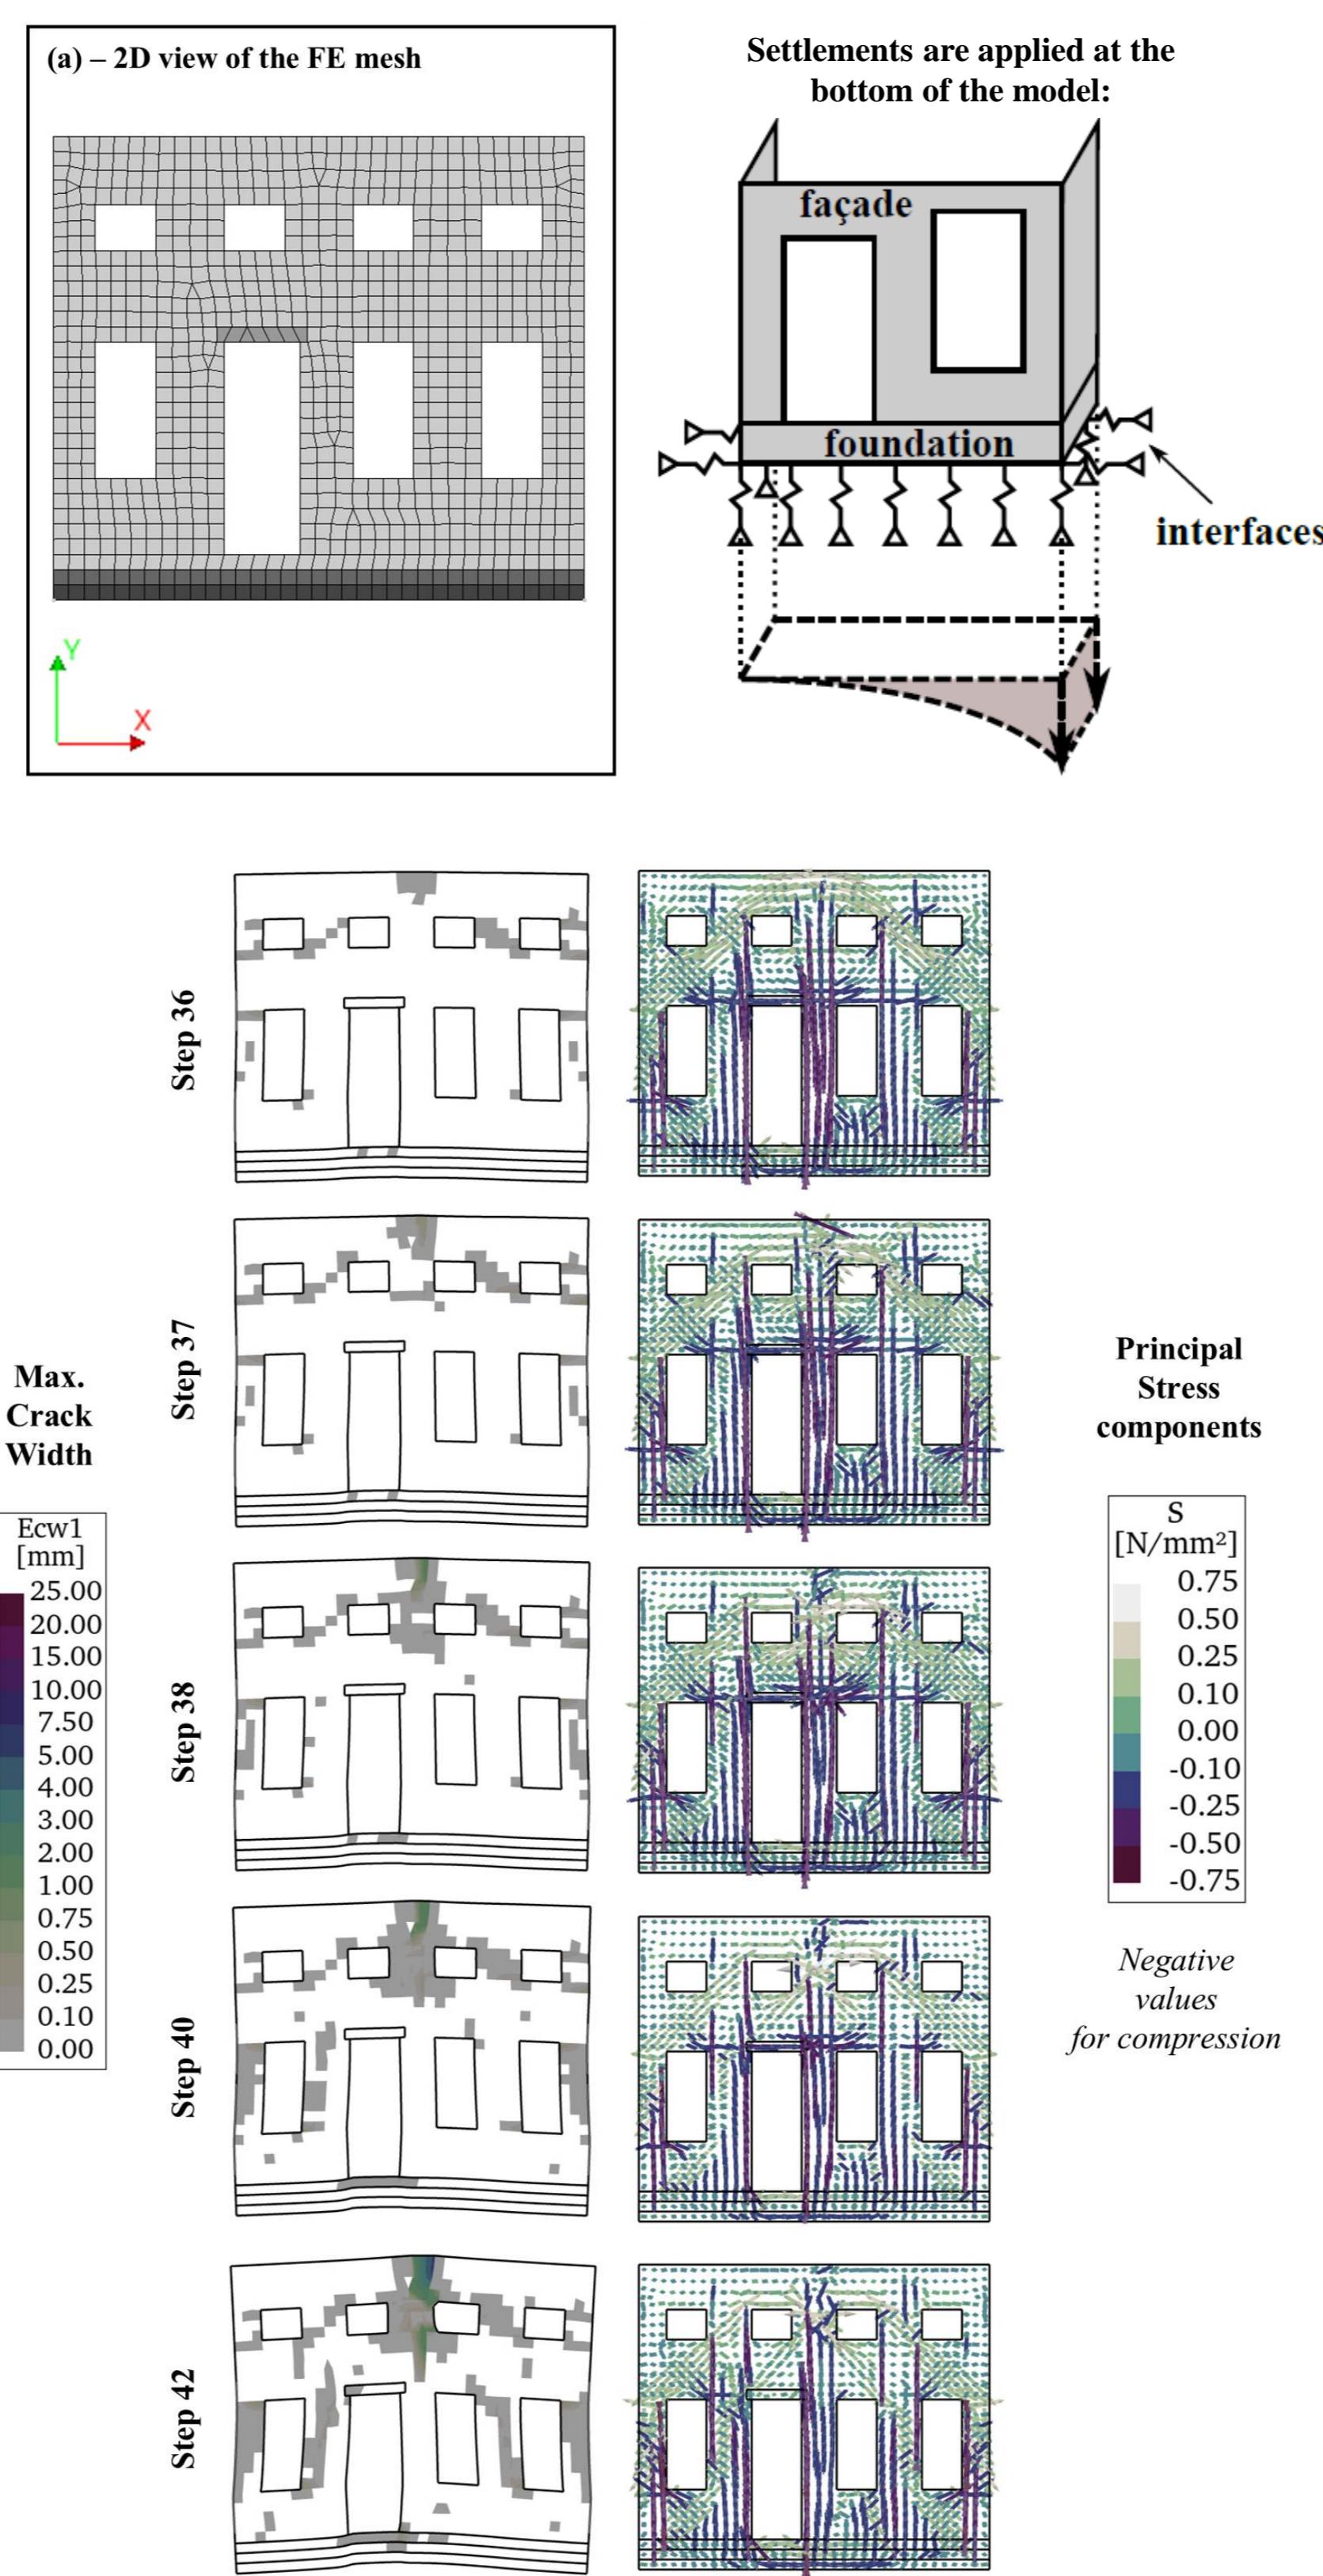 (a) – 2D view of the FE mesh
Y
X
Settlements are applied at the
bottom of the model:
façade
foundation
interfaces
Step 36
Step 37
Step 38
Step 40
Step 42
Max.
Crack
Width
Ecw1
[mm]
25.00
20.00
15.00
10.00
7.50
5.00
4.00
3.00
2.00
1.00
0.75
0.50
0.25
0.10
0.00
Principal
Stress
components
S
[N/mm²]
0.75
0.50
0.25
0.10
0.00
-0.10
-0.25
-0.50
-0.75
Negative
values
for compression